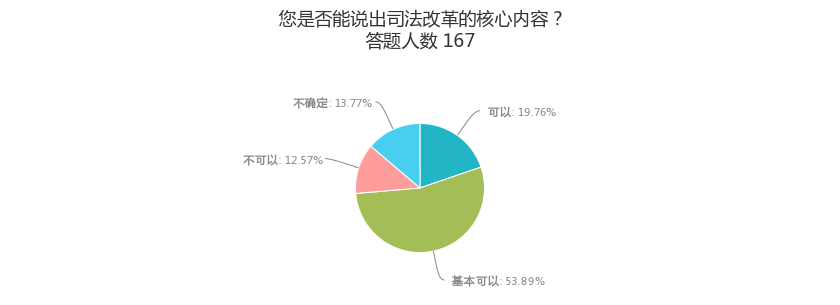 您是否能说出司法改革的核心内容？
答题人数 167
不确定: 13.77%
可以: 19.76%
不可以: 12.57%
基本可以: 53.89%